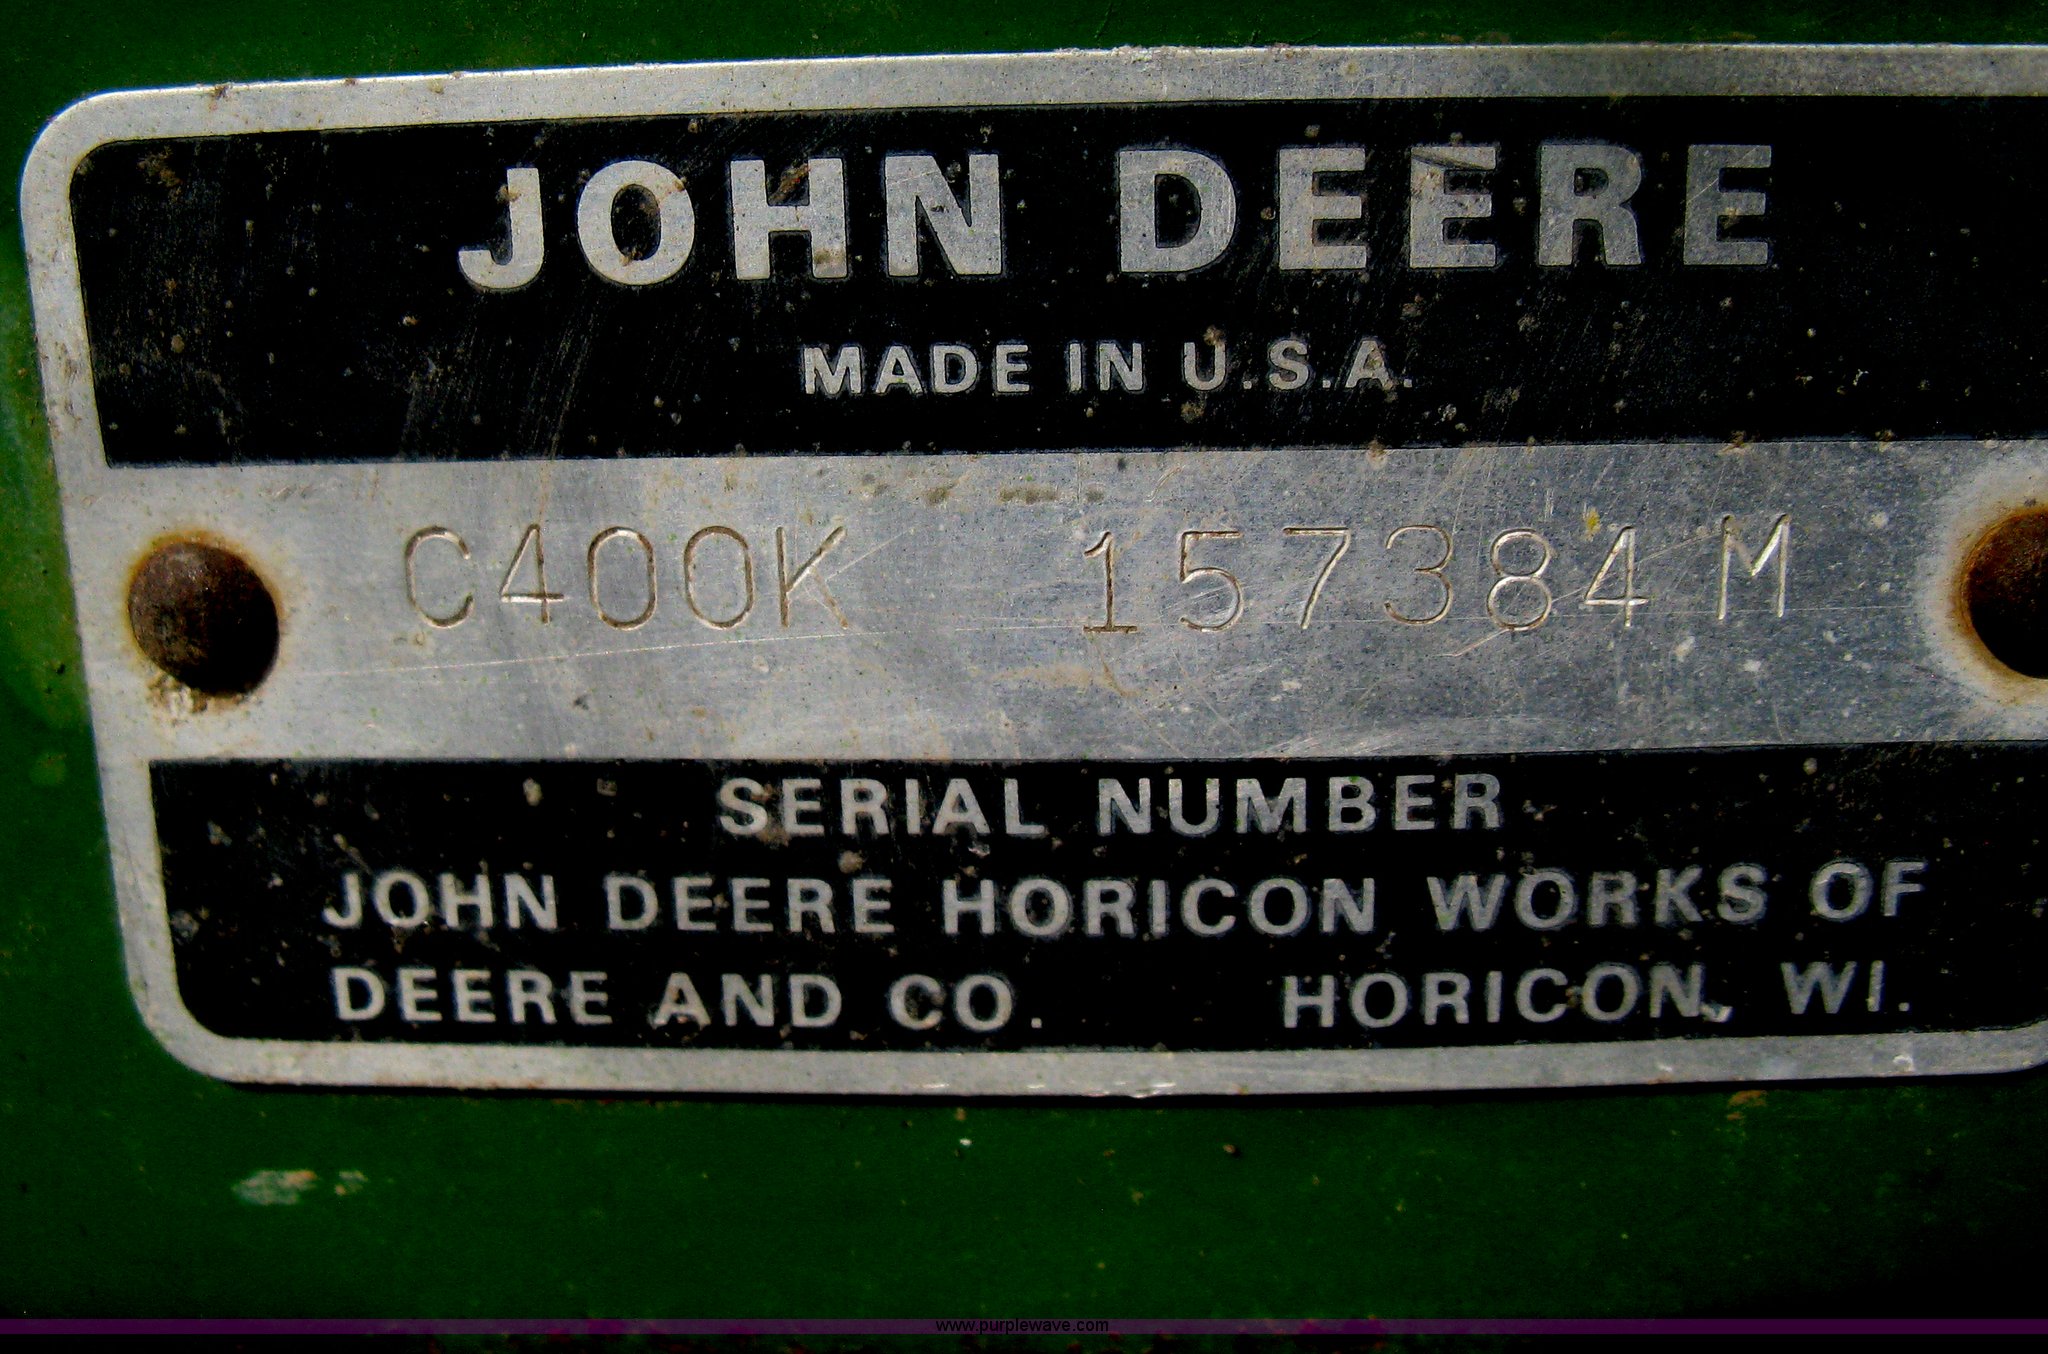 JOHN DEERE
MADE IN U.S.A.
C400K 157384M
SERIAL NUMBER
JOHN DEERE HORICON WORKS OF
DEERE AND CO. HORICON, WI.
www.purplewave.com